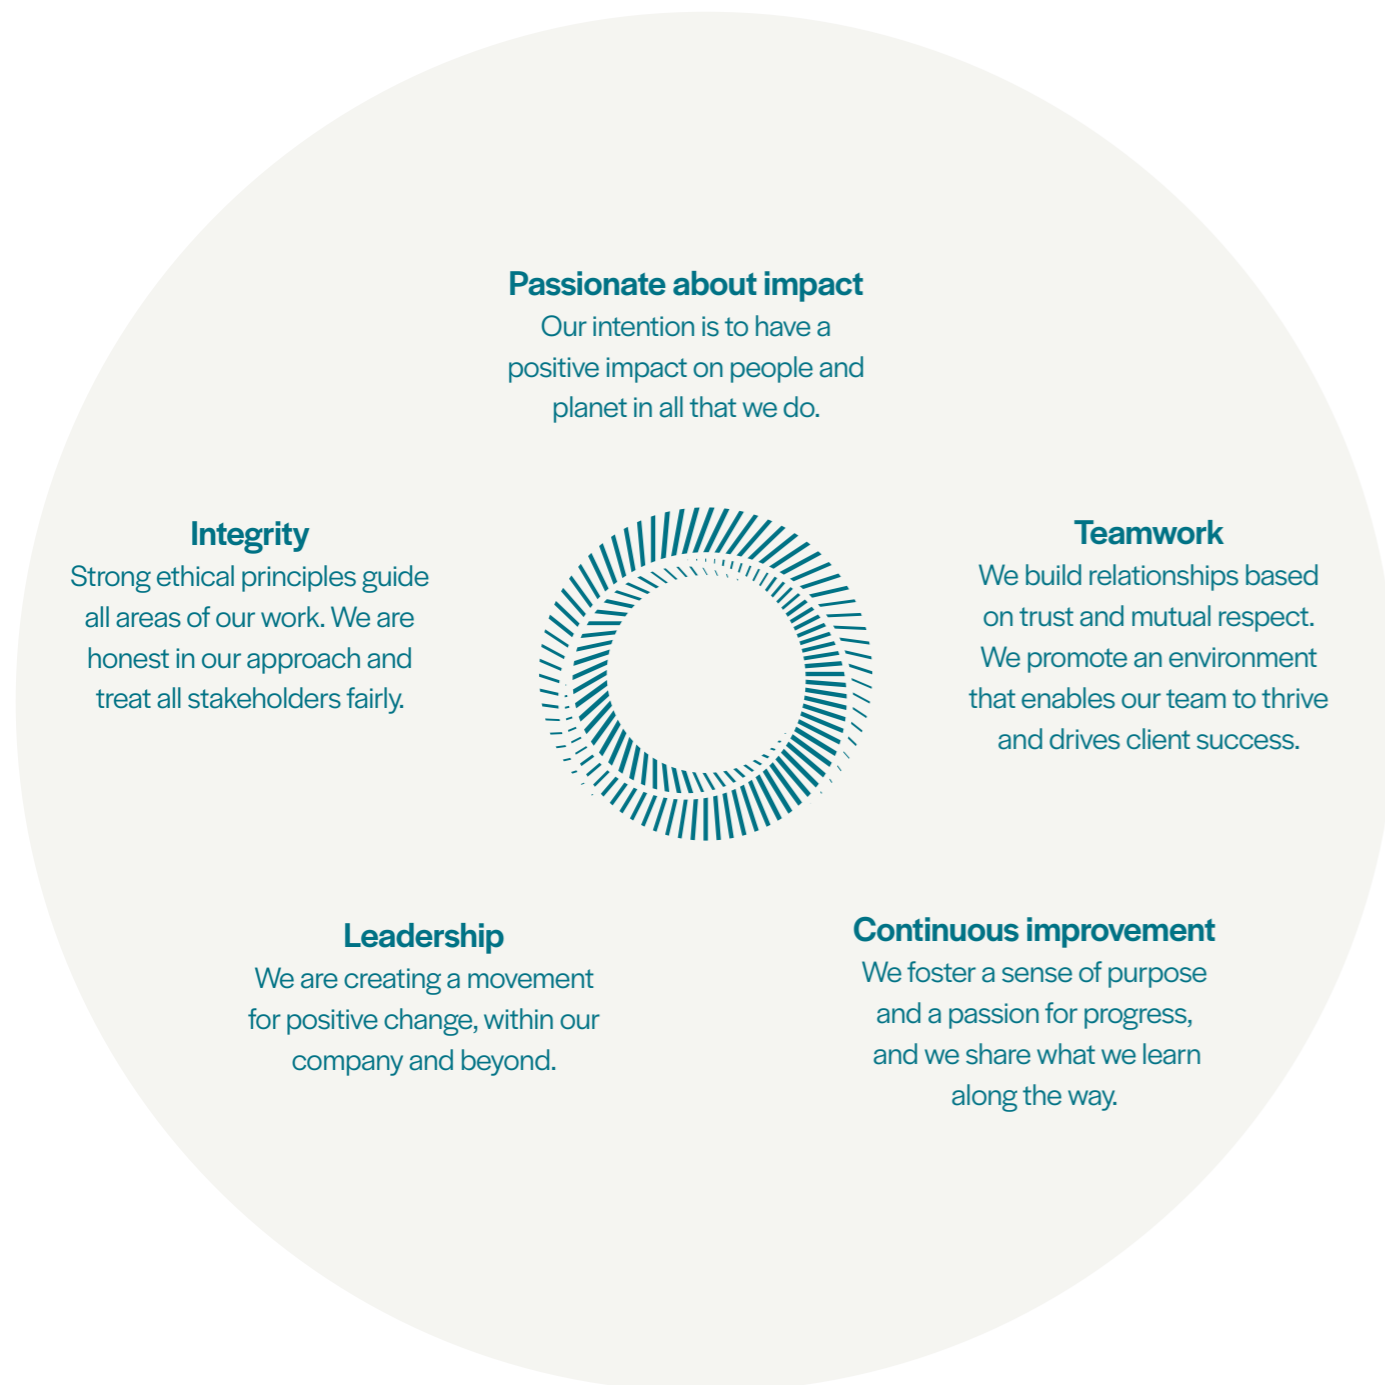 Passionate about impact
Our intention is to have a
positive impact on people and
planet in all that we do.
Integrity
Strong ethical principles guide
all areas of our work. We are
honest in our approach and
treat all stakeholders fairly.
Teamwork
We build relationships based
on trust and mutual respect.
We promote an environment
that enables our team to thrive
and drives client success.
Leadership
We are creating a movement
for positive change, within our
company and beyond.
Continuous improvement
We foster a sense of purpose
and a passion for progress,
and we share what we learn
along the way.